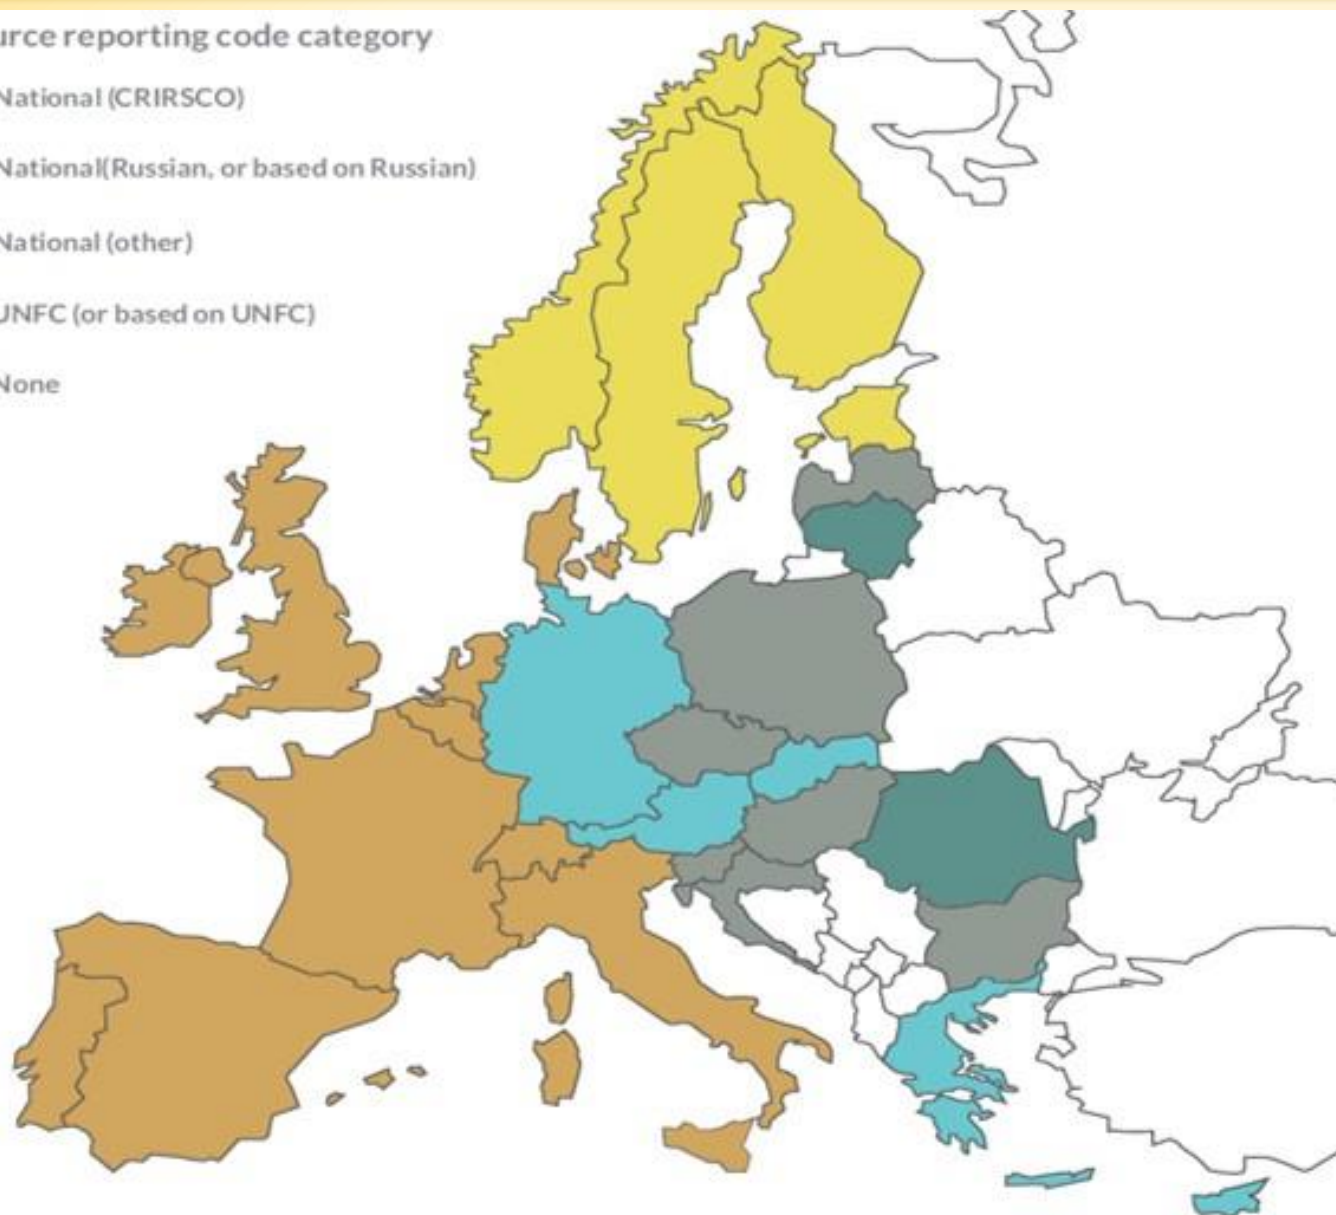 urce reporting code category
National (CRIRSCO)
National(Russian, or based on Russian)
National (other)
UNFC (or based on UNFC)
None